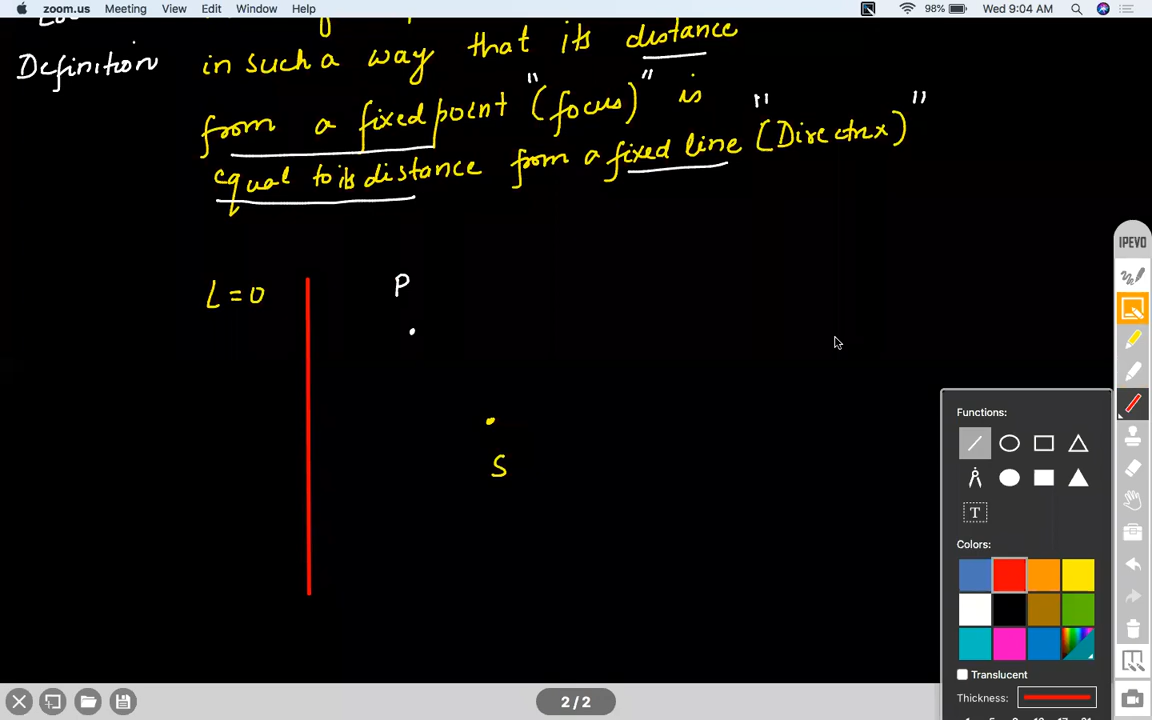 zoom.us Meeting View Edit Window Help 98% Wed 9:04 AM
Definition in such a way that its distance
from a fixed point "(focus)" is
equal to its distance from a fixed line "(Directrix)"
L = 0
P
S
IPEVO
Functions:
T
Colors:
Translucent
Thickness:
2 / 2